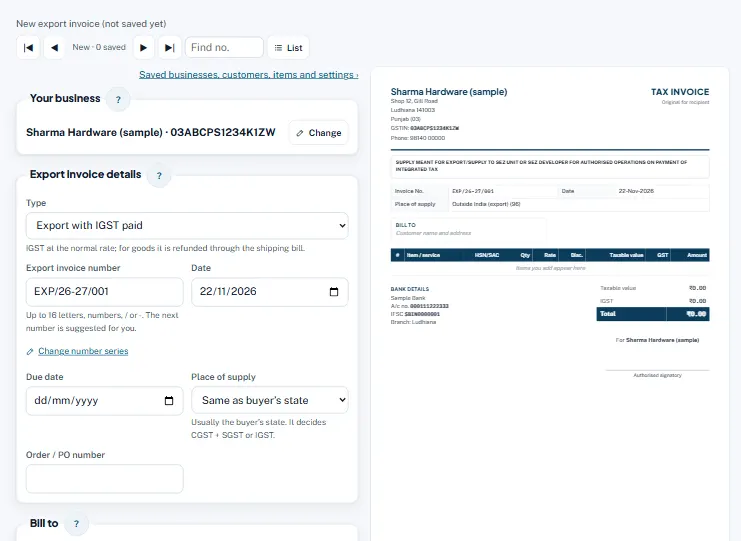 New export invoice (not saved yet)
New · 0 saved
Find no.
List
Saved businesses, customers, items and settings ›
Your business ?
Sharma Hardware (sample) · 03ABCPS1234K1ZW
Change
Export invoice details ?
Type
Export with IGST paid
IGST at the normal rate; for goods it is refunded through the shipping bill.
Export invoice number
Date
EXP/26-27/001
22/11/2026
Up to 16 letters, numbers, / or -. The next
number is suggested for you.
Change number series
Due date
Place of supply
dd/mm/yyyy
Same as buyer's state
Usually the buyer's state. It decides
CGST + SGST or IGST.
Order / PO number
Bill to ?
Sharma Hardware (sample)
TAX INVOICE
Shop 12, Gill Road
Original for recipient
Ludhiana 141003
Punjab (03)
GSTIN: 03ABCPS1234K1ZW
Phone: 98140 00000
SUPPLY MEANT FOR EXPORT/SUPPLY TO SEZ UNIT OR SEZ DEVELOPER FOR AUTHORISED OPERATIONS ON PAYMENT OF
INTEGRATED TAX
Invoice No. EXP/26-27/001 Date 22-Nov-2026
Place of supply Outside India (export) (96)
BILL TO
Customer name and address
# Item / service HSN/SAC Qty Rate Disc. Taxable value GST Amount
Items you add appear here
BANK DETAILS
Sample Bank
A/c no. 000111222333
IFSC SBIN0000001
Branch: Ludhiana
Taxable value ₹0.00
IGST ₹0.00
Total ₹0.00
For Sharma Hardware (sample)
Authorised signatory